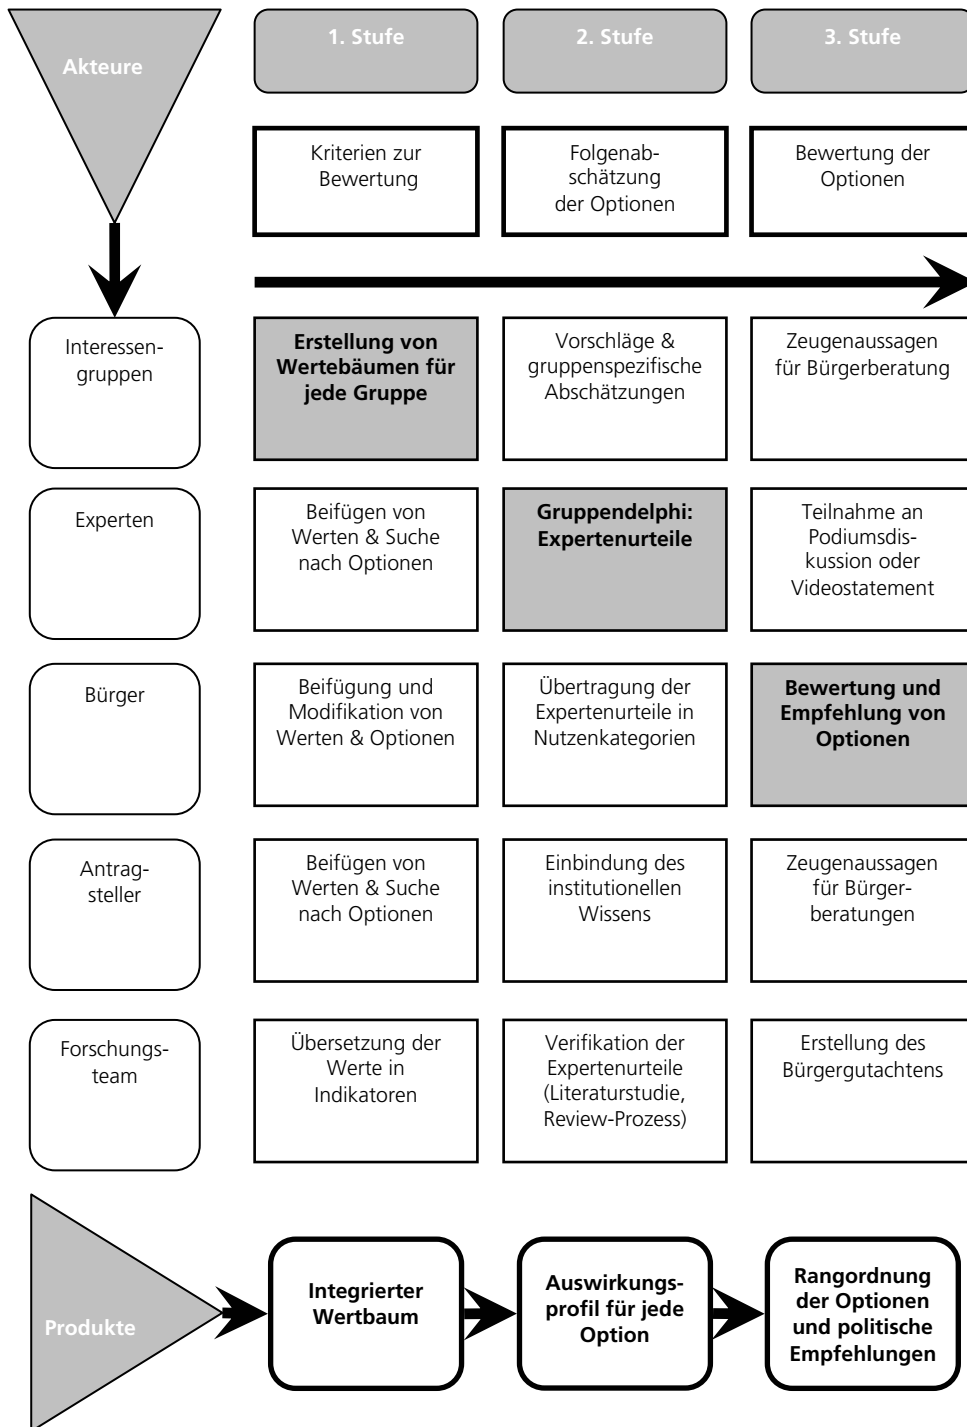 Akteure
1. Stufe
2. Stufe
3. Stufe
Kriterien zur
Bewertung
Folgenab-
schätzung
der Optionen
Bewertung der
Optionen
Interessen-
gruppen
Erstellung von
Wertebäumen für
jede Gruppe
Vorschläge &
gruppenspezifische
Abschätzungen
Zeugenaussagen
für Bürgerberatung
Experten
Beifügen von
Werten & Suche
nach Optionen
Gruppendelphi:
Expertenurteile
Teilnahme an
Podiumsdis-
kussion oder
Videostatement
Bürger
Beifügung und
Modifikation von
Werten & Optionen
Übertragung der
Expertenurteile in
Nutzenkategorien
Bewertung und
Empfehlung von
Optionen
Antrag-
steller
Beifügen von
Werten & Suche
nach Optionen
Einbindung des
institutionellen
Wissens
Zeugenaussagen
für Bürger-
beratungen
Forschungs-
team
Übersetzung der
Werte in
Indikatoren
Verifikation der
Expertenurteile
(Literaturstudie,
Review-Prozess)
Erstellung des
Bürgergutachtens
Produkte
Integrierter
Wertbaum
Auswirkungs-
profil für jede
Option
Rangordnung
der Optionen
und politische
Empfehlungen